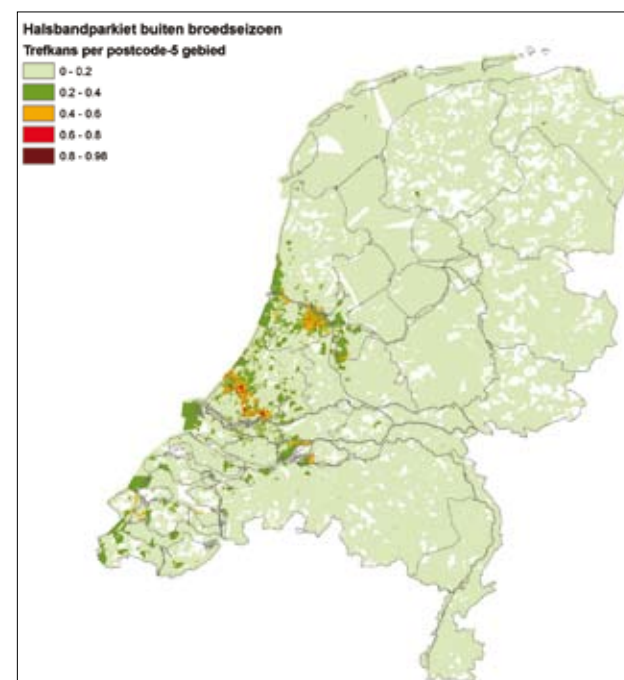 Halsbandparkiet buiten broedseizoen
Trefkans per postcode-5 gebied
0 - 0.2
0.2 - 0.4
0.4 - 0.6
0.6 - 0.8
0.8 - 0.98